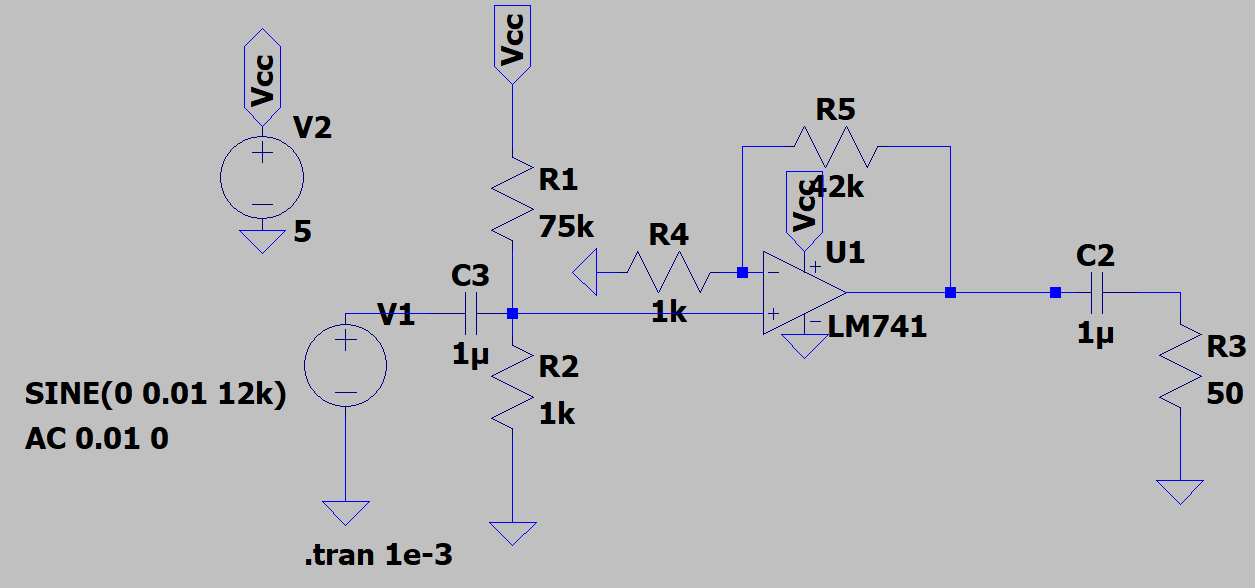 Vcc
Vcc
V2
5
R1
75k
R5
42k
Vcc
R4
1k
U1
LM741
C3
1µ
V1
R2
1k
C2
1µ
R3
50
SINE(0 0.01 12k)
AC 0.01 0
.tran 1e-3